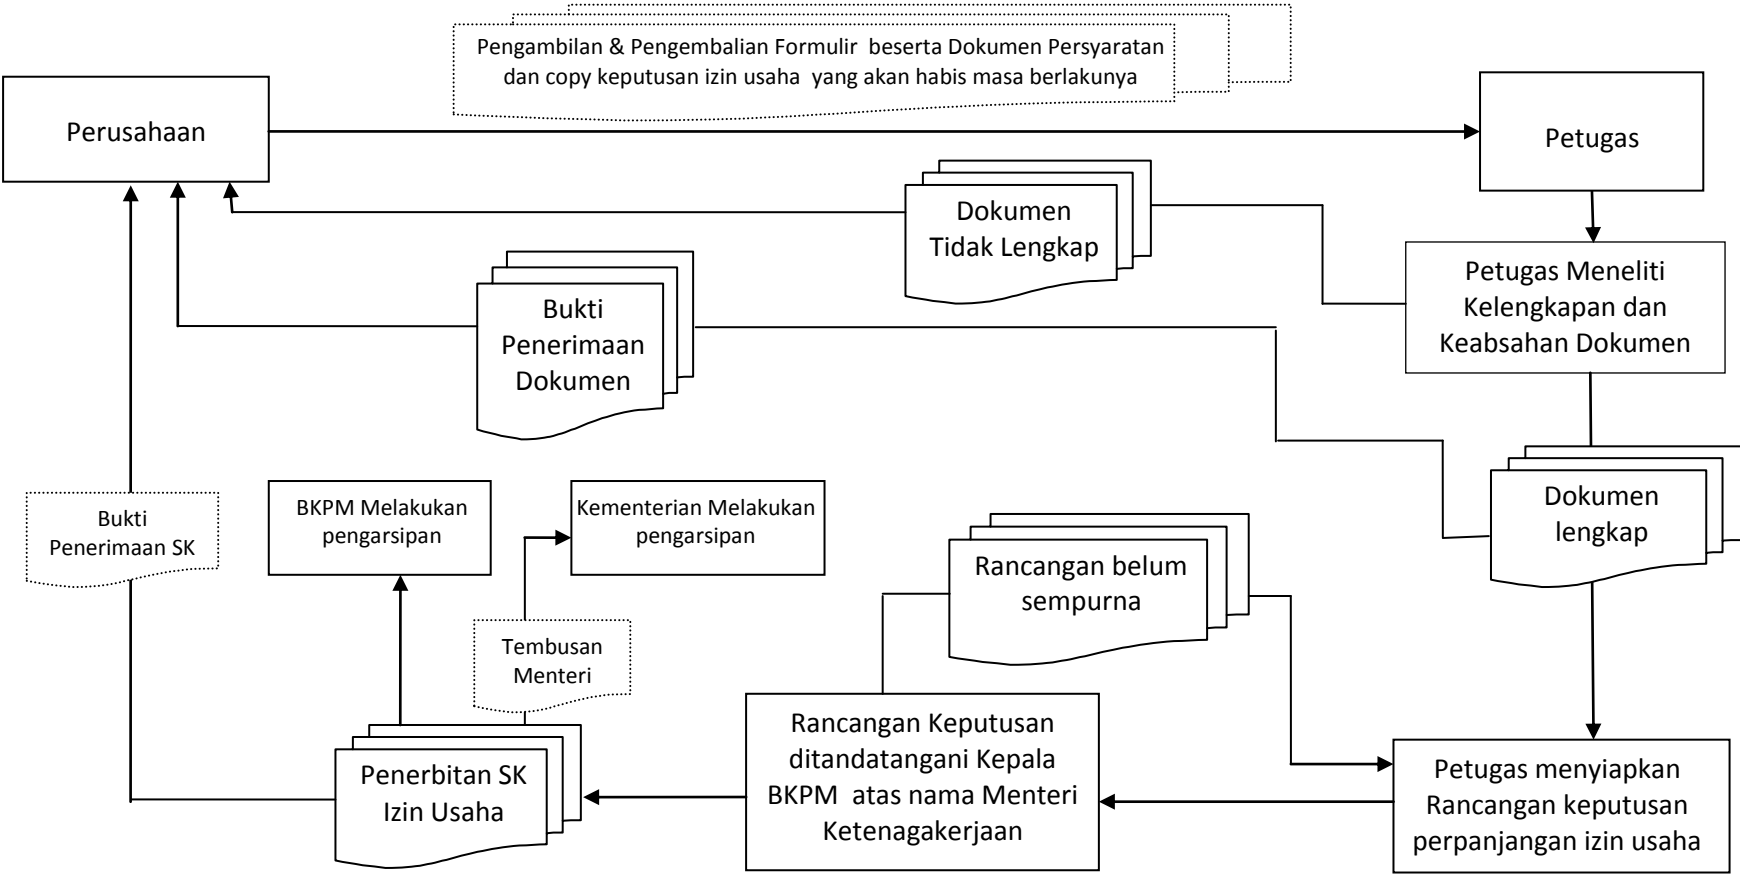 Pengambilan & Pengembalian Formulir beserta Dokumen Persyaratan
dan copy keputusan izin usaha yang akan habis masa berlakunya
Perusahaan
Petugas
Dokumen
Tidak Lengkap
Petugas Meneliti
Kelengkapan dan
Keabsahan Dokumen
Bukti
Penerimaan
Dokumen
Dokumen
lengkap
Bukti
Penerimaan SK
BKPM Melakukan
pengarsipan
Kementerian Melakukan
pengarsipan
Rancangan belum
sempurna
Tembusan
Menteri
Penerbitan SK
Izin Usaha
Rancangan Keputusan
ditandatangani Kepala
BKPM atas nama Menteri
Ketenagakerjaan
Petugas menyiapkan
Rancangan keputusan
perpanjangan izin usaha